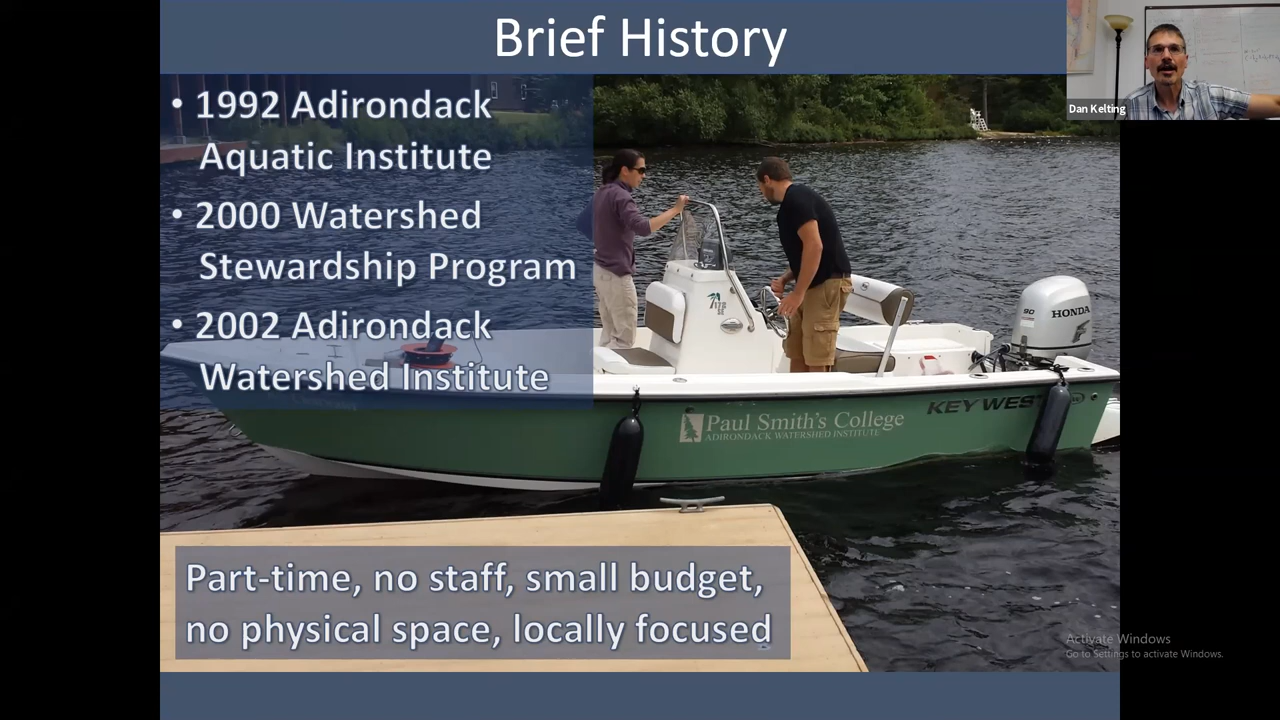 Brief History
Dan Kelting
• 1992 Adirondack
Aquatic Institute
• 2000 Watershed
Stewardship Program
• 2002 Adirondack
Watershed Institute
HONDA
90
KEY WEST
Paul Smith's College
ADIRONDACK WATERSHED INSTITUTE
Part-time, no staff, small budget,
no physical space, locally focused
Activate Windows
Go to Settings to activate Windows.